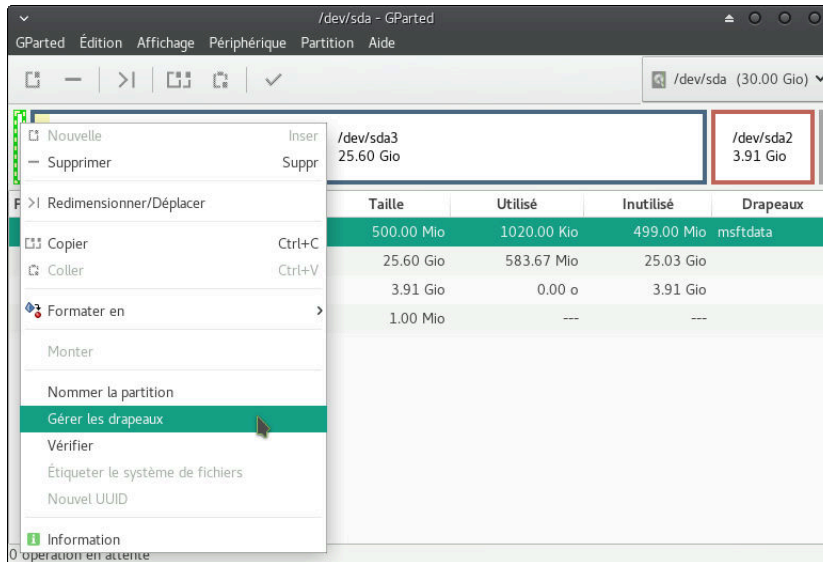 /dev/sda - GParted
GParted Édition Affichage Périphérique Partition Aide
/dev/sda (30.00 Gio)
/dev/sda3
25.60 Gio
/dev/sda2
3.91 Gio
Nouvelle Inser
Supprimer Suppr
Redimensionner/Déplacer
Copier Ctrl+C
Coller Ctrl+V
Formater en
Monter
Nommer la partition
Gérer les drapeaux
Vérifier
Étiqueter le système de fichiers
Nouvel UUID
Information
Taille Utilisé Inutilisé Drapeaux
500.00 Mio 1020.00 Kio 499.00 Mio msftdata
25.60 Gio 583.67 Mio 25.03 Gio
3.91 Gio 0.00 o 3.91 Gio
1.00 Mio --- ---
0 opération en attente